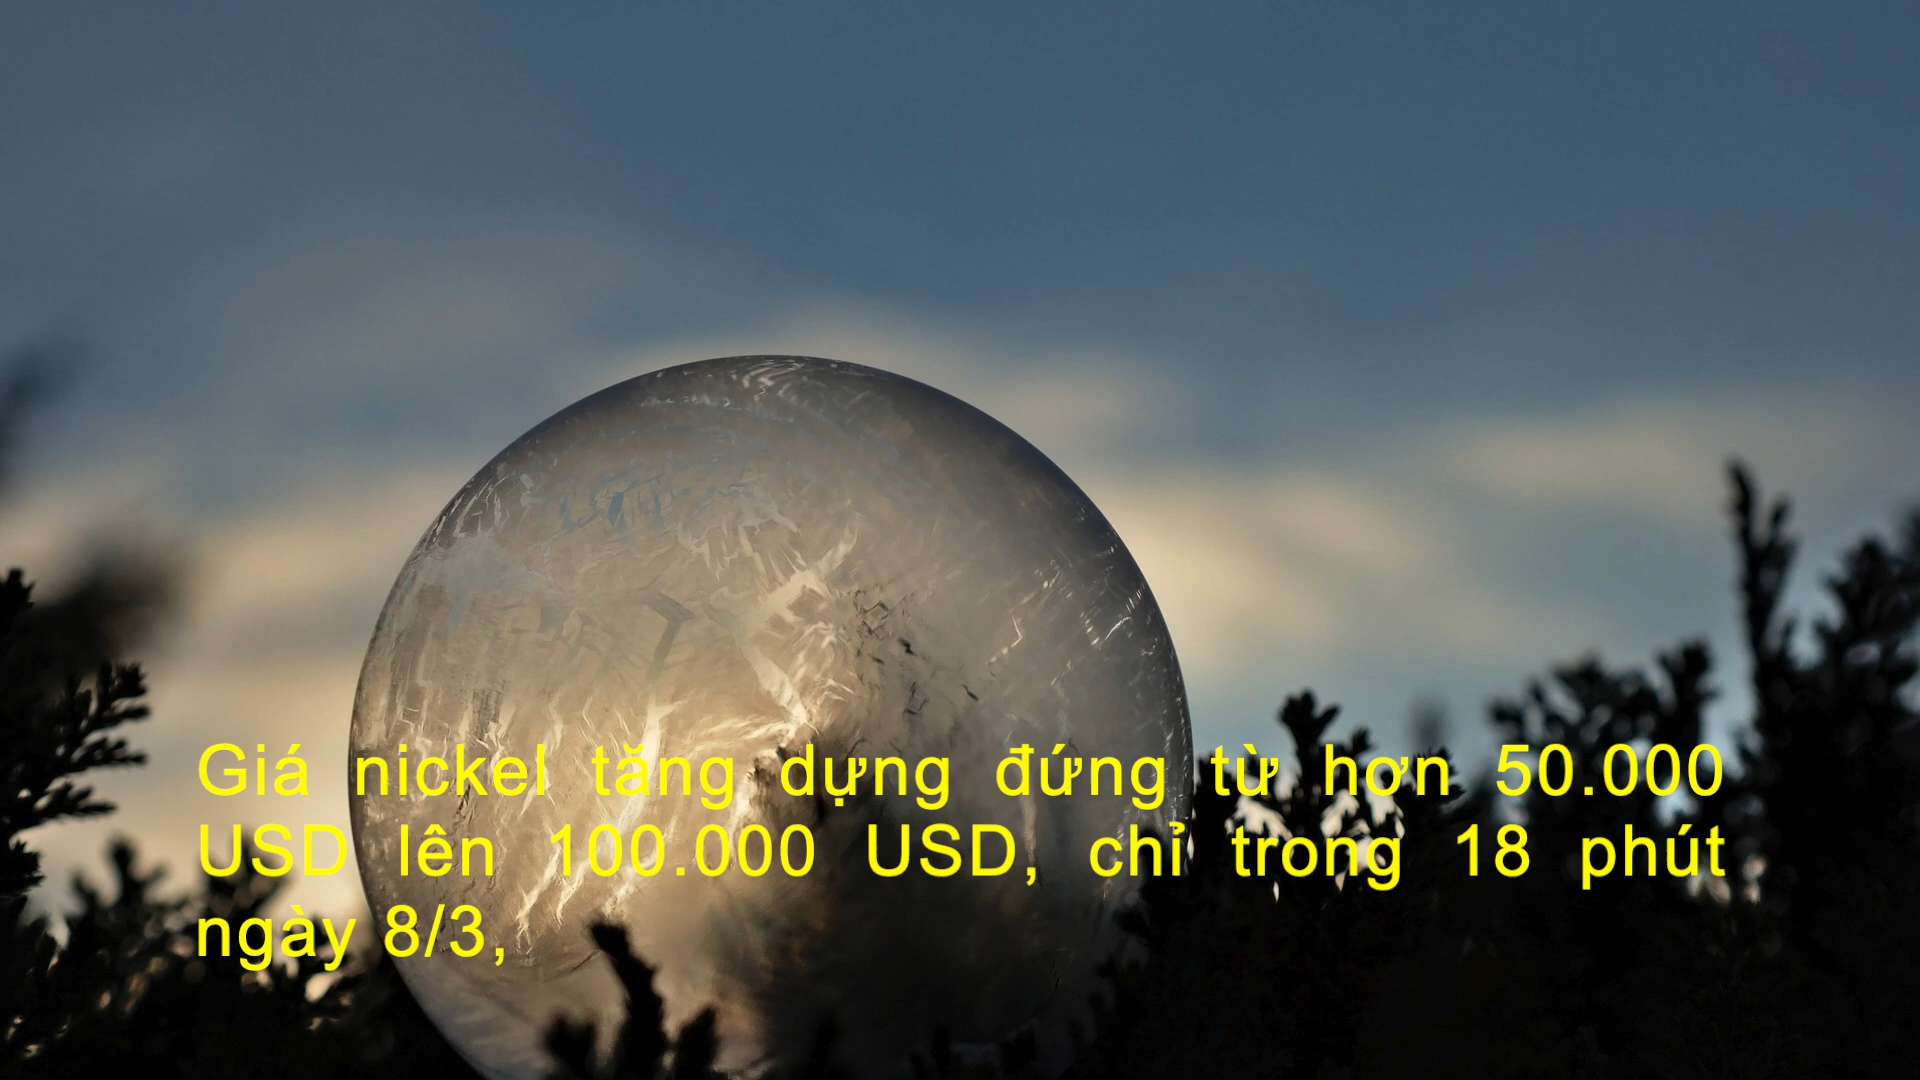 Giá nickel tăng dựng đứng từ hơn 50.000
USD lên 100.000 USD, chỉ trong 18 phút
ngày 8/3,